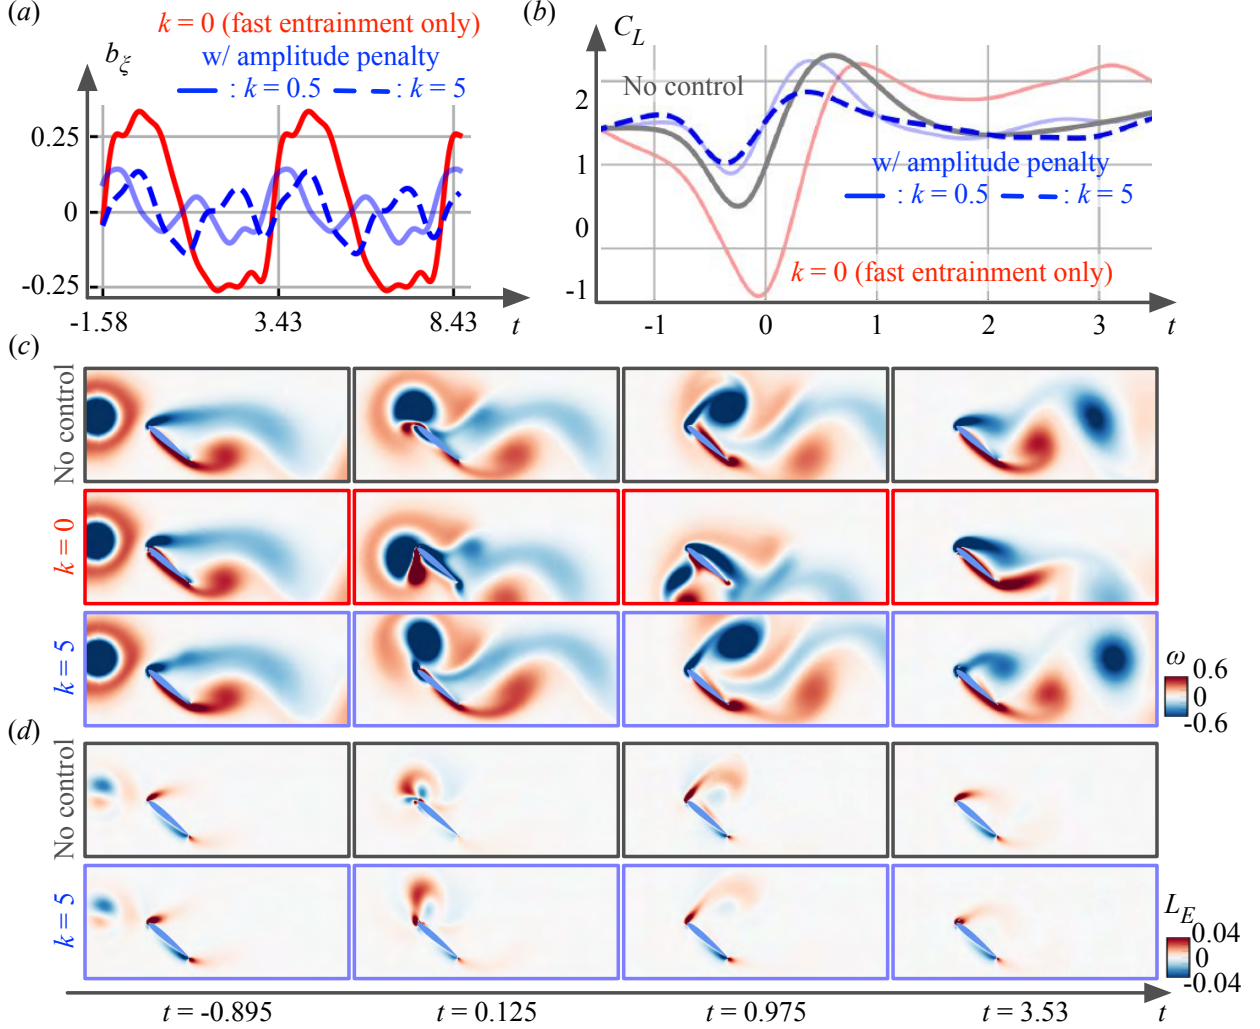 (a)
k = 0 (fast entrainment only)
w/ amplitude penalty
: k = 0.5 : k = 5
b_ξ
0.25
0
-0.25
-1.58 3.43 8.43 t
(b)
C_L
No control
2
1
0
-1
w/ amplitude penalty
: k = 0.5 : k = 5
k = 0 (fast entrainment only)
-1 0 1 2 3 t
(c)
No control
k = 0
k = 5
ω
0.6
0
-0.6
(d)
No control
k = 5
L_E
0.04
0
-0.04
t = -0.895 t = 0.125 t = 0.975 t = 3.53 t